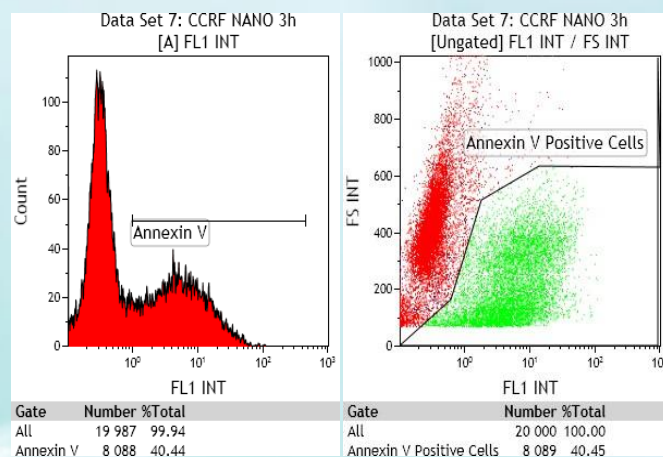 Data Set 7: CCRF NANO 3h
[A] FL1 INT
Count
100
80
60
40
20
0
Annexin V
10⁰
10¹
10²
10³
FL1 INT
Gate Number %Total
All 19 987 99.94
Annexin V 8 088 40.44
Data Set 7: CCRF NANO 3h
[Ungated] FL1 INT / FS INT
FS INT
1000
800
600
400
200
0
Annexin V Positive Cells
10⁰
10¹
10²
10³
FL1 INT
Gate Number %Total
All 20 000 100.00
Annexin V Positive Cells 8 089 40.45